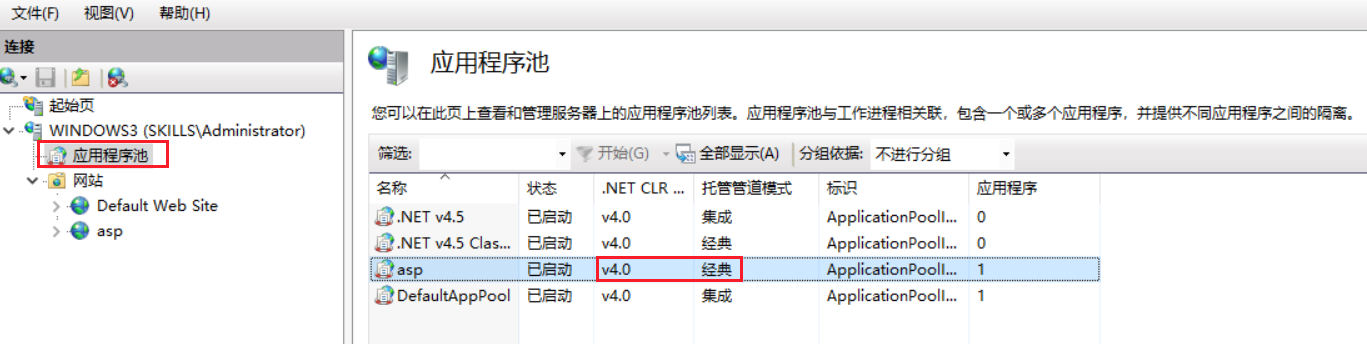 文件(F) 视图(V) 帮助(H)
连接
起始页
WINDOWS3 (SKILLS\Administrator)
应用程序池
网站
Default Web Site
asp
应用程序池
您可以在此页上查看和管理服务器上的应用程序池列表。应用程序池与工作进程相关联，包含一个或多个应用程序，并提供不同应用程序之间的隔离。
筛选: 开始(G) 全部显示(A) 分组依据: 不进行分组
名称 状态 .NET CLR ... 托管管道模式 标识 应用程序
.NET v4.5 已启动 v4.0 集成 ApplicationPoolI... 0
.NET v4.5 Clas... 已启动 v4.0 经典 ApplicationPoolI... 0
asp 已启动 v4.0 经典 ApplicationPoolI... 1
DefaultAppPool 已启动 v4.0 集成 ApplicationPoolI... 1